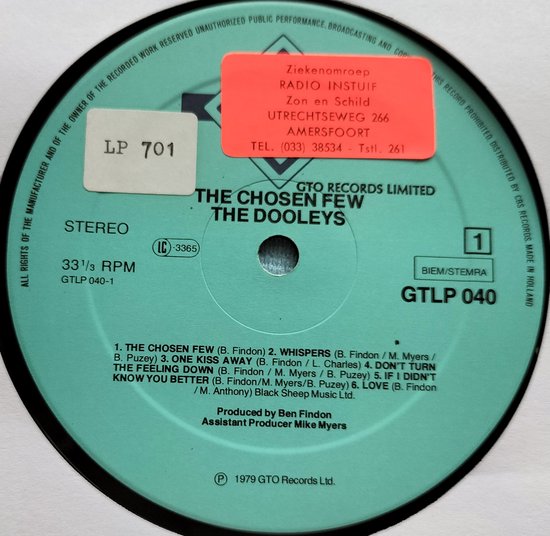 ALL RIGHTS OF THE MANUFACTURER AND OF THE OWNER OF THE RECORDED WORK RESERVED UNAUTHORIZED PUBLIC PERFORMANCE, BROADCASTING AND COPYING OF THIS RECORD PROHIBITED. DISTRIBUTED BY CBS RECORDS. MADE IN HOLLAND
Ziekenomroep
RADIO INSTUIF
Zon en Schild
UTRECHTSEWEG 266
AMERSFOORT
TEL. (033) 38534 - Tstl. 261
LP 701
GTO RECORDS LIMITED
THE CHOSEN FEW
THE DOOLEYS
STEREO
IC -3365
1
33 1/3 RPM
BIEM/STEMRA
GTLP 040-1
GTLP 040
1. THE CHOSEN FEW (B. Findon) 2. WHISPERS (B. Findon / M. Myers /
B. Puzey) 3. ONE KISS AWAY (B. Findon / L. Charles) 4. DON'T TURN
THE FEELING DOWN (B. Findon / M. Myers / B. Puzey) 5. IF I DIDN'T
KNOW YOU BETTER (B. Findon/M. Myers/B. Puzey) 6. LOVE (B. Findon
/ M. Anthony) Black Sheep Music Ltd.
Produced by Ben Findon
Assistant Producer Mike Myers
Ⓟ 1979 GTO Records Ltd.